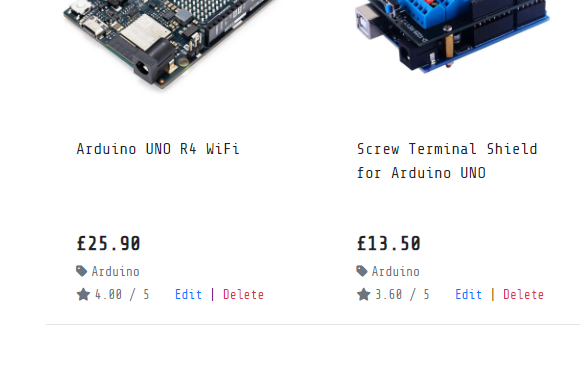 Arduino UNO R4 WiFi
£25.90
Arduino
4.00 / 5 Edit | Delete
Screw Terminal Shield
for Arduino UNO
£13.50
Arduino
3.60 / 5 Edit | Delete